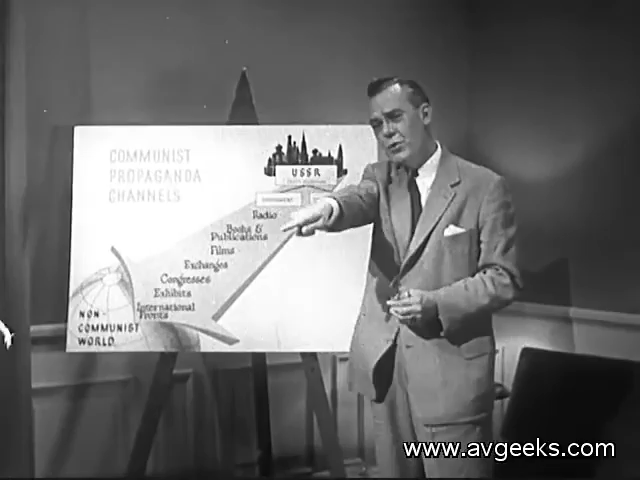 COMMUNIST
PROPAGANDA
CHANNELS
USSR
Radio
Books &
Publications
Films
Exchanges
Congresses
Exhibits
International
Fronts
NON-
COMMUNIST
WORLD
www.avgeeks.com